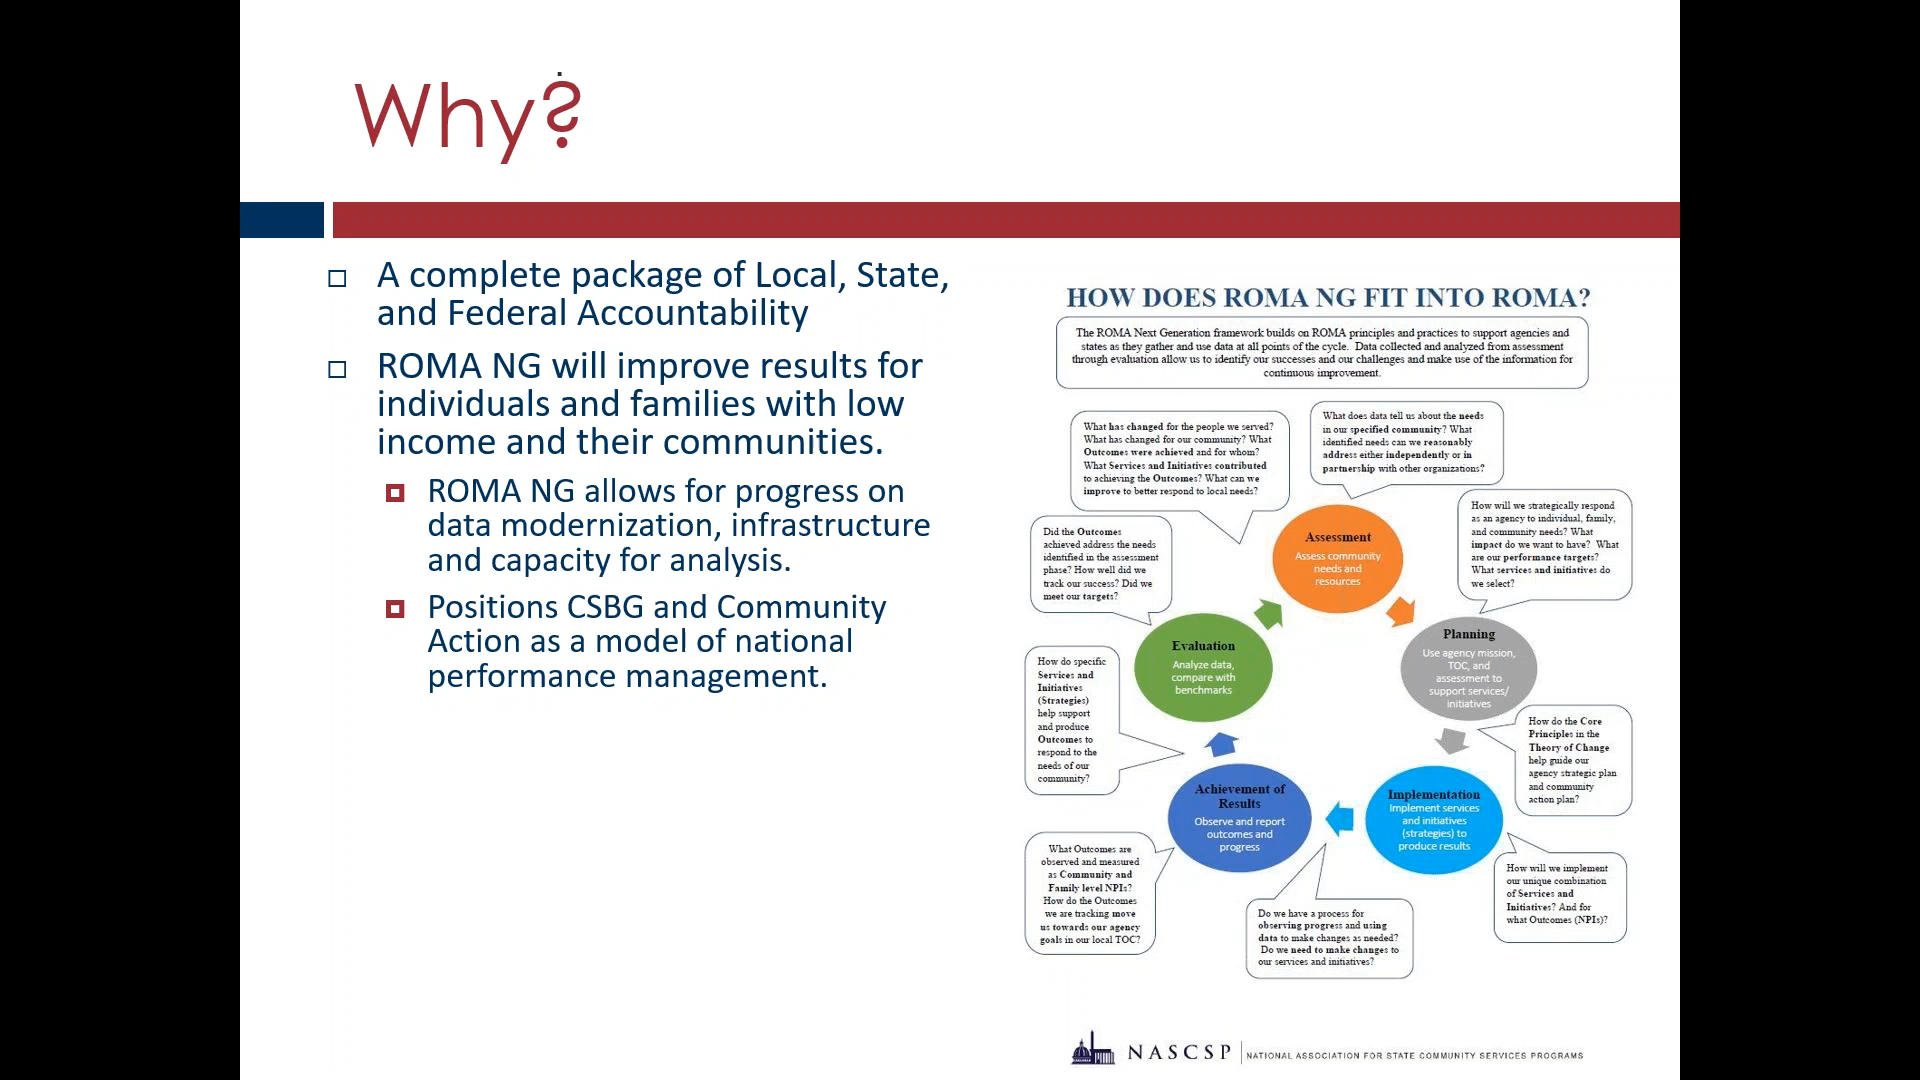 Why?
A complete package of Local, State,
and Federal Accountability
ROMA NG will improve results for
individuals and families with low
income and their communities.
ROMA NG allows for progress on
data modernization, infrastructure
and capacity for analysis.
Positions CSBG and Community
Action as a model of national
performance management.
HOW DOES ROMA NG FIT INTO ROMA?
The ROMA Next Generation framework builds on ROMA principles and practices to support agencies and
states as they gather and use data at all points of the cycle. Data collected and analyzed from assessment
through evaluation allow us to identify our successes and our challenges and make use of the information for
continuous improvement.
What has changed for the people we served?
What has changed for our community? What
Outcomes were achieved and for whom?
What Services and Initiatives contributed
to achieving the Outcomes? What can we
improve to better respond to local needs?
What does data tell us about the needs
in our specified community? What
identified needs can we reasonably
address either independently or in
partnership with other organizations?
How will we strategically respond
as an agency to individual, family,
and community needs? What
impact do we want to have? What
are our performance targets?
What services and initiatives do
we select?
Did the Outcomes
achieved address the needs
identified in the assessment
phase? How well did we
track our success? Did we
meet our targets?
Assessment
Assess community
needs and
resources
Evaluation
Analyze data,
compare with
benchmarks
Planning
Use agency mission,
TOC, and
assessment to
support services/
initiatives
How do specific
Services and
Initiatives
(Strategies)
help support
and produce
Outcomes to
respond to the
needs of our
community?
How do the Core
Principles in the
Theory of Change
help guide our
agency strategic plan
and community
action plan?
Achievement of
Results
Observe and report
outcomes and
progress
Implementation
Implement services
and initiatives
(strategies) to
produce results
What Outcomes are
observed and measured
as Community and
Family level NPIs?
How do the Outcomes
we are tracking move
us towards our agency
goals in our local TOC?
Do we have a process for
observing progress and using
data to make changes as needed?
Do we need to make changes to
our services and initiatives?
How will we implement
our unique combination
of Services and
Initiatives? And for
what Outcomes (NPIs)?
NASCSP NATIONAL ASSOCIATION FOR STATE COMMUNITY SERVICES PROGRAMS